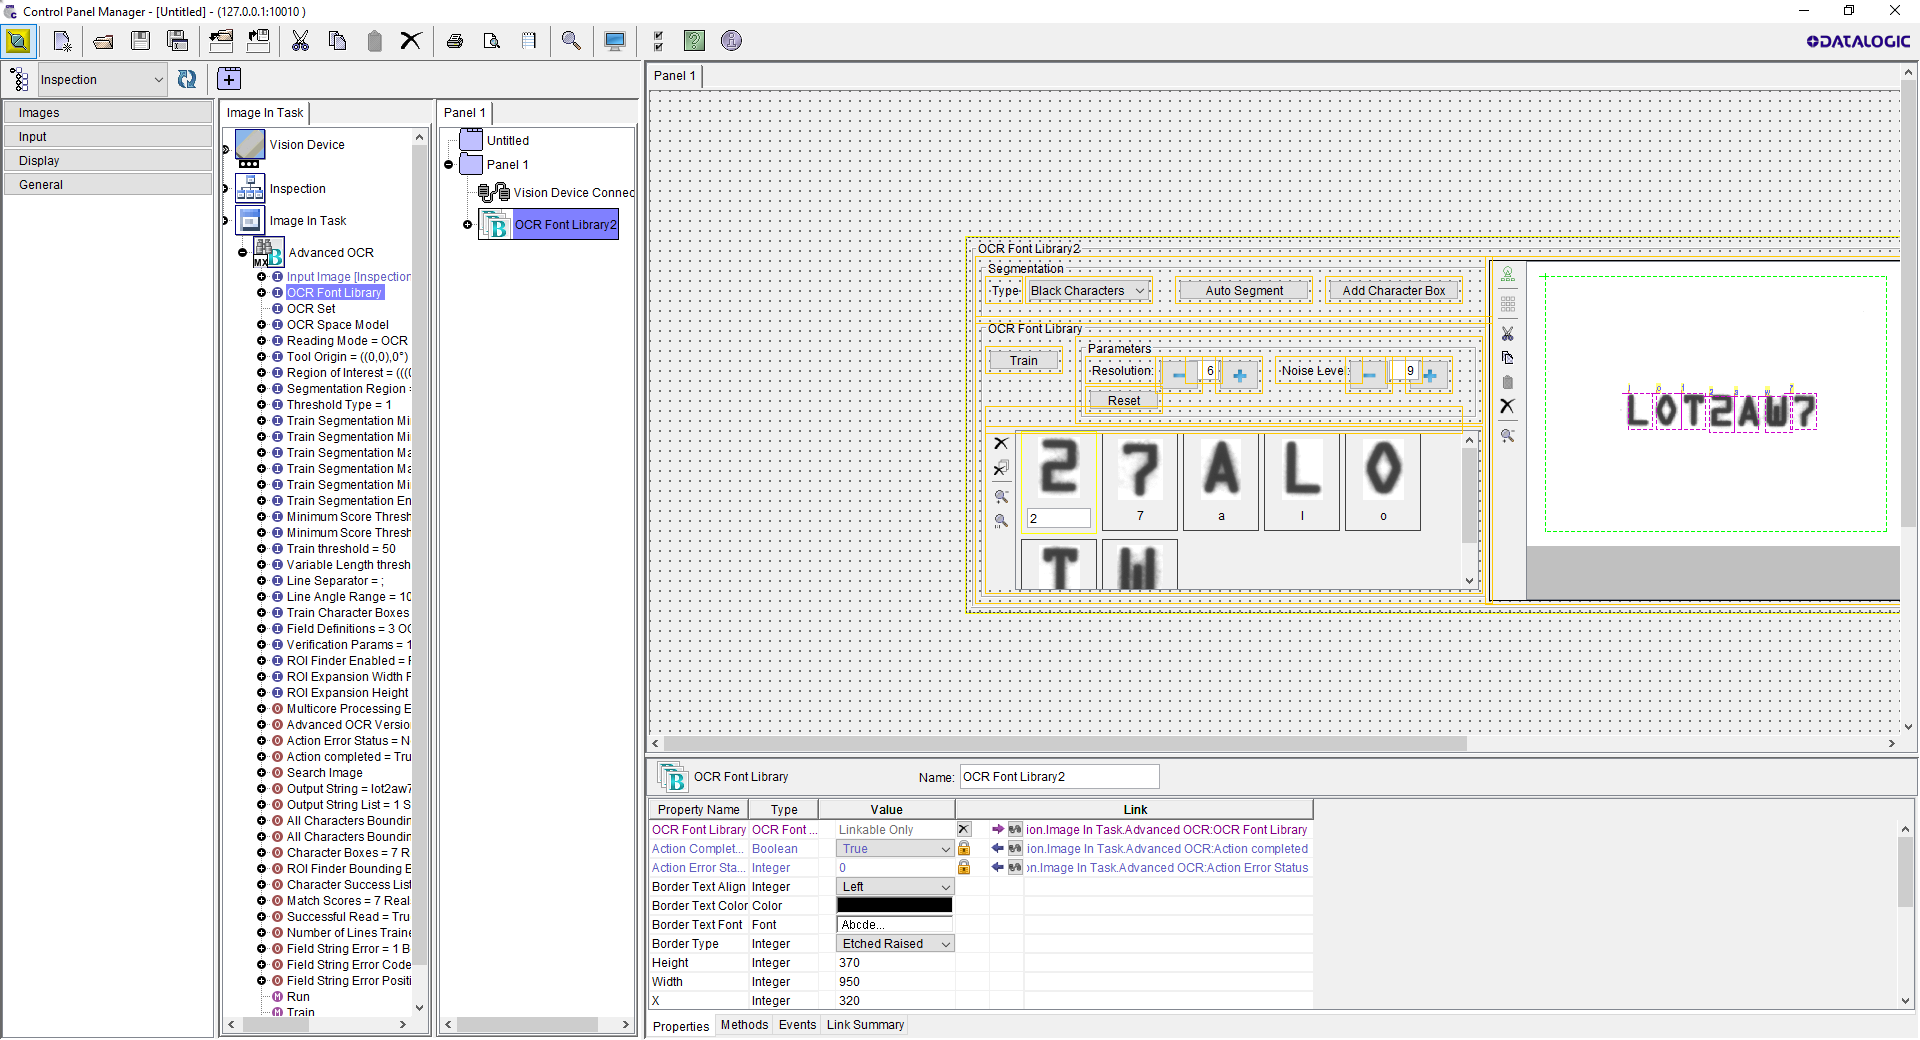 Control Panel Manager - [Untitled] - (127.0.0.1:10010 )
DATALOGIC
Inspection
Images
Input
Display
General
Image In Task
Vision Device
Inspection
Image In Task
Advanced OCR
MX
Input Image [Inspection
OCR Font Library
OCR Set
OCR Space Model
Reading Mode = OCR
Tool Origin = ((0,0),0°)
Region of Interest = (((0
Segmentation Region =
Threshold Type = 1
Train Segmentation Mi
Train Segmentation Mi
Train Segmentation Ma
Train Segmentation Ma
Train Segmentation Mi
Train Segmentation En
Minimum Score Thresh
Minimum Score Thresh
Train threshold = 50
Variable Length thresh
Line Separator = ;
Line Angle Range = 10
Train Character Boxes
Field Definitions = 3 OC
Verification Params = 1
ROI Finder Enabled = F
ROI Expansion Width F
ROI Expansion Height
Multicore Processing E
Advanced OCR Versio
Action Error Status = N
Action completed = Tru
Search Image
Output String = lot2aw7
Output String List = 1 S
All Characters Boundin
All Characters Boundin
Character Boxes = 7 R
ROI Finder Bounding B
Character Success List
Match Scores = 7 Real
Successful Read = Tru
Number of Lines Traine
Field String Error = 1 B
Field String Error Code
Field String Error Positi
Run
Train
Panel 1
Untitled
Panel 1
Vision Device Connec
OCR Font Library2
Panel 1
OCR Font Library2
Segmentation
Type
Black Characters
Auto Segment
Add Character Box
OCR Font Library
Train
Parameters
Resolution: 6
Noise Level: 9
Reset
2 7 A L O
2 7 a l o
T W
LOT2AW7
OCR Font Library
Name: OCR Font Library2
Property Name Type Value Link
OCR Font Library OCR Font ... Linkable Only ion.Image In Task.Advanced OCR:OCR Font Library
Action Complet... Boolean True ion.Image In Task.Advanced OCR:Action completed
Action Error Sta... Integer 0 on.Image In Task.Advanced OCR:Action Error Status
Border Text Align Integer Left
Border Text Color Color
Border Text Font Font Abcde...
Border Type Integer Etched Raised
Height Integer 370
Width Integer 950
X Integer 320
Properties Methods Events Link Summary